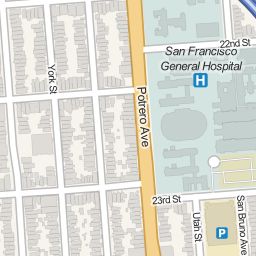 22nd St
San Francisco
General Hospital
H
York St
Potrero Ave
23rd St
Utah St
San Bruno Ave
P